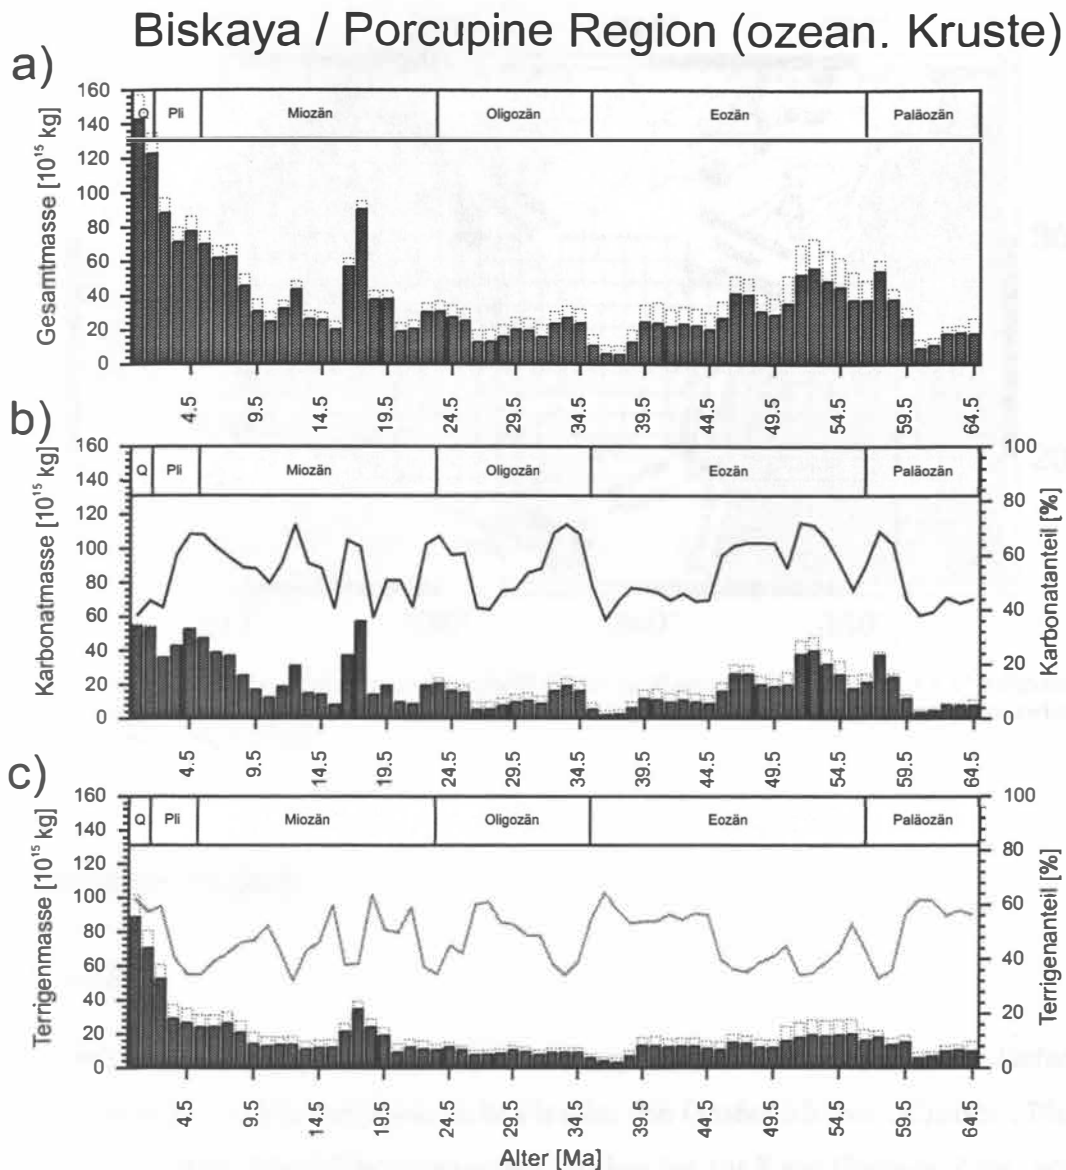 Biskaya / Porcupine Region (ozean. Kruste)
a)
Gesamtmasse [10¹⁵ kg]
160
140
120
100
80
60
40
20
0
Q Pli Miozän Oligozän Eozän Paläozän
4.5 9.5 14.5 19.5 24.5 29.5 34.5 39.5 44.5 49.5 54.5 59.5 64.5
b)
Karbonatmasse [10¹⁵ kg]
160
140
120
100
80
60
40
20
0
Q Pli Miozän Oligozän Eozän Paläozän
100
80
60
40
20
0
Karbonatanteil [%]
4.5 9.5 14.5 19.5 24.5 29.5 34.5 39.5 44.5 49.5 54.5 59.5 64.5
c)
Terrigenmasse [10¹⁵ kg]
160
140
120
100
80
60
40
20
0
Q Pli Miozän Oligozän Eozän Paläozän
100
80
60
40
20
0
Terrigenanteil [%]
4.5 9.5 14.5 19.5 24.5 29.5 34.5 39.5 44.5 49.5 54.5 59.5 64.5
Alter [Ma]